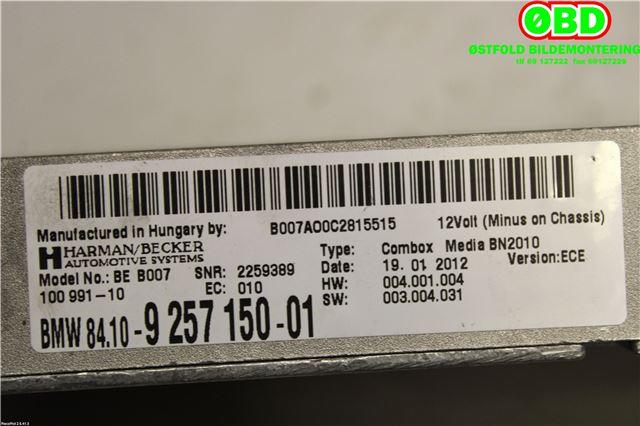 ØBD
ØSTFOLD BILDEMONTERING
tlf 69 127222 fax 69127229
Manufactured in Hungary by: B007A00C2815515 12Volt (Minus on Chassis)
HARMAN/BECKER
AUTOMOTIVE SYSTEMS
Type: Combox Media BN2010
Model No.: BE B007 SNR: 2259389 Date: 19.01.2012 Version:ECE
100 991-10 EC: 010 HW: 004.001.004
SW: 003.004.031
BMW 84.10-9 257 150-01